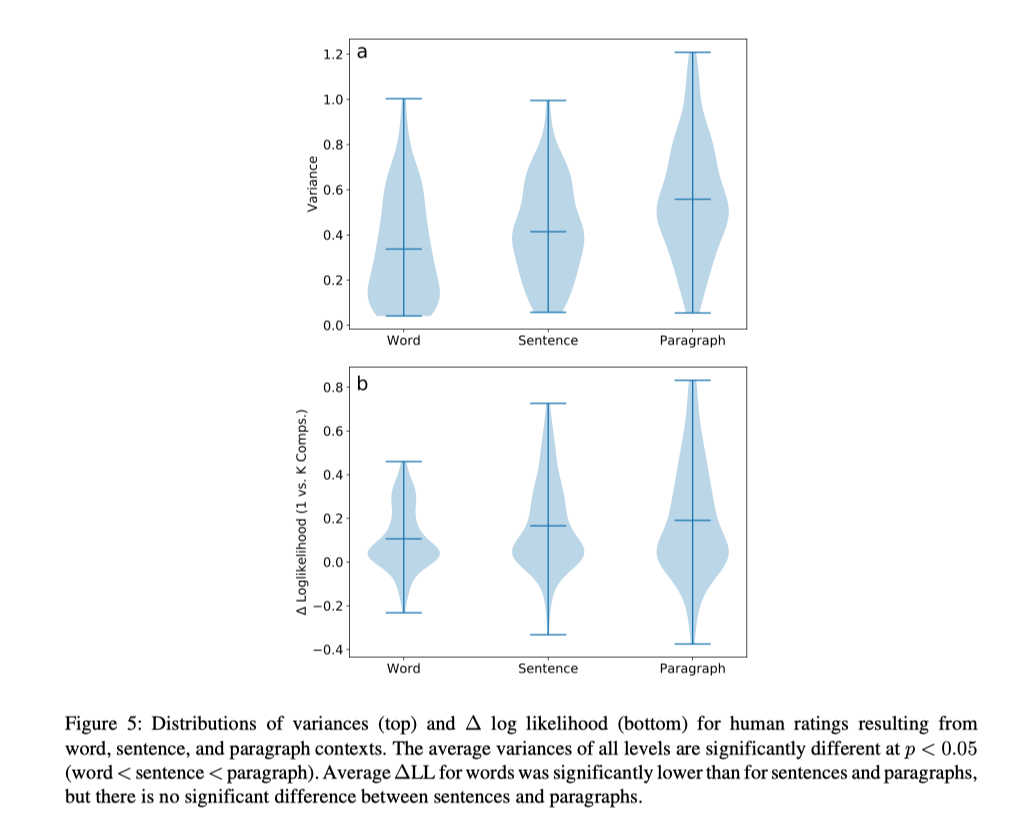 1.2
a
1.0
0.8
0.6
0.4
0.2
0.0
Variance
Word Sentence Paragraph
0.8
b
0.6
0.4
0.2
0.0
−0.2
−0.4
Δ Loglikelihood (1 vs. K Comps.)
Word Sentence Paragraph
Figure 5: Distributions of variances (top) and Δ log likelihood (bottom) for human ratings resulting from
word, sentence, and paragraph contexts. The average variances of all levels are significantly different at p < 0.05
(word < sentence < paragraph). Average ΔLL for words was significantly lower than for sentences and paragraphs,
but there is no significant difference between sentences and paragraphs.